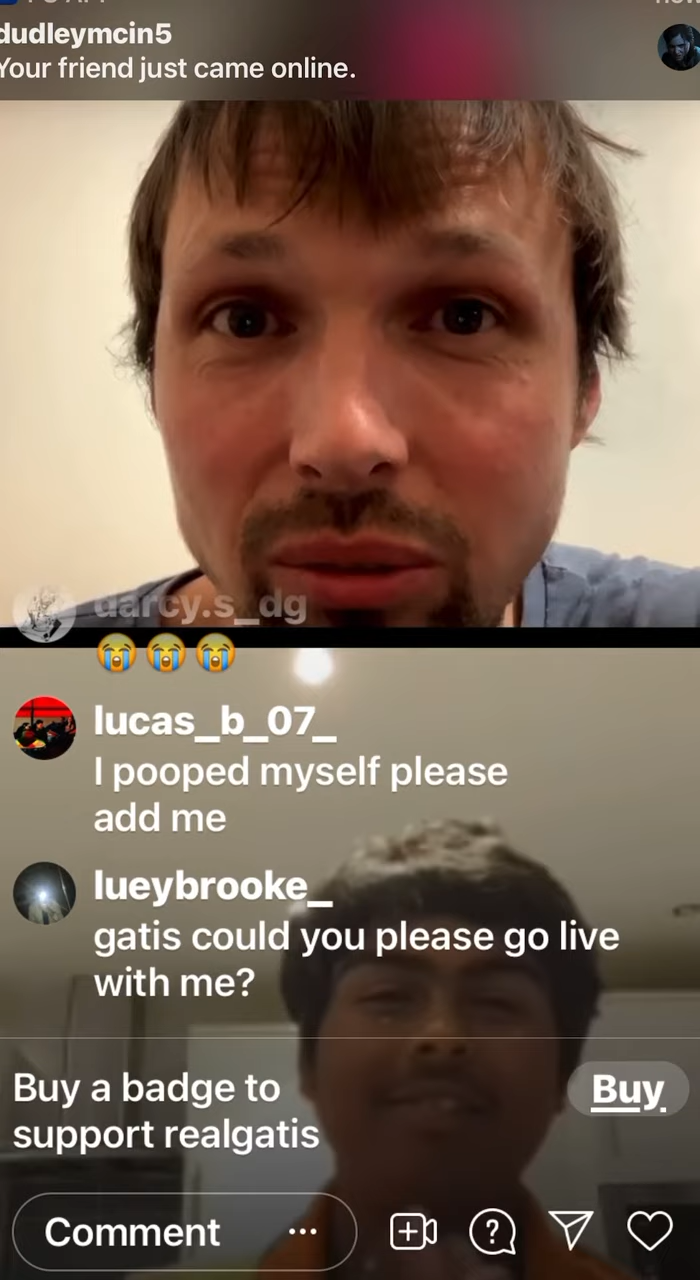 dudleymcin5
Your friend just came online.
darcy.s_dg
😭😭😭
lucas_b_07_
I pooped myself please
add me
lueybrooke_
gatis could you please go live
with me?
Buy a badge to
support realgatis
Buy
Comment